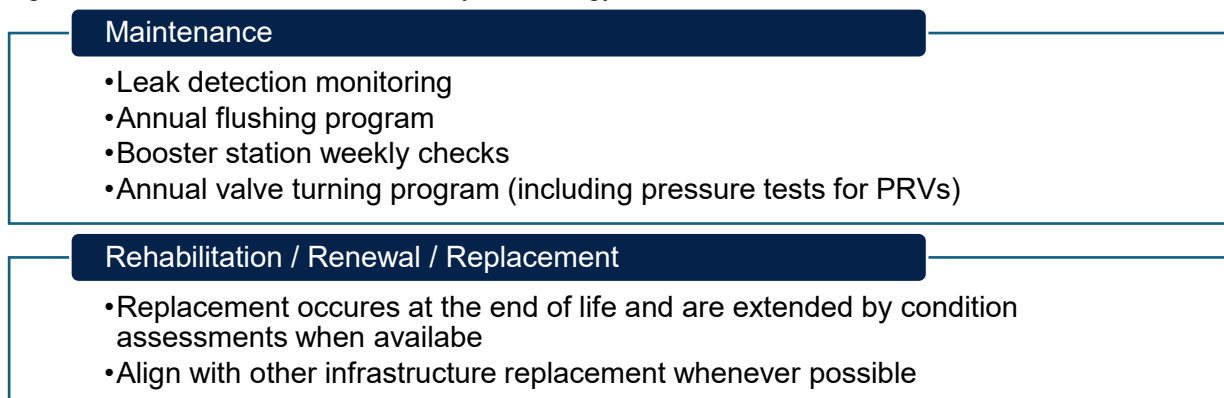 Maintenance
•Leak detection monitoring
•Annual flushing program
•Booster station weekly checks
•Annual valve turning program (including pressure tests for PRVs)
Rehabilitation / Renewal / Replacement
•Replacement occures at the end of life and are extended by condition
assessments when availabe
•Align with other infrastructure replacement whenever possible